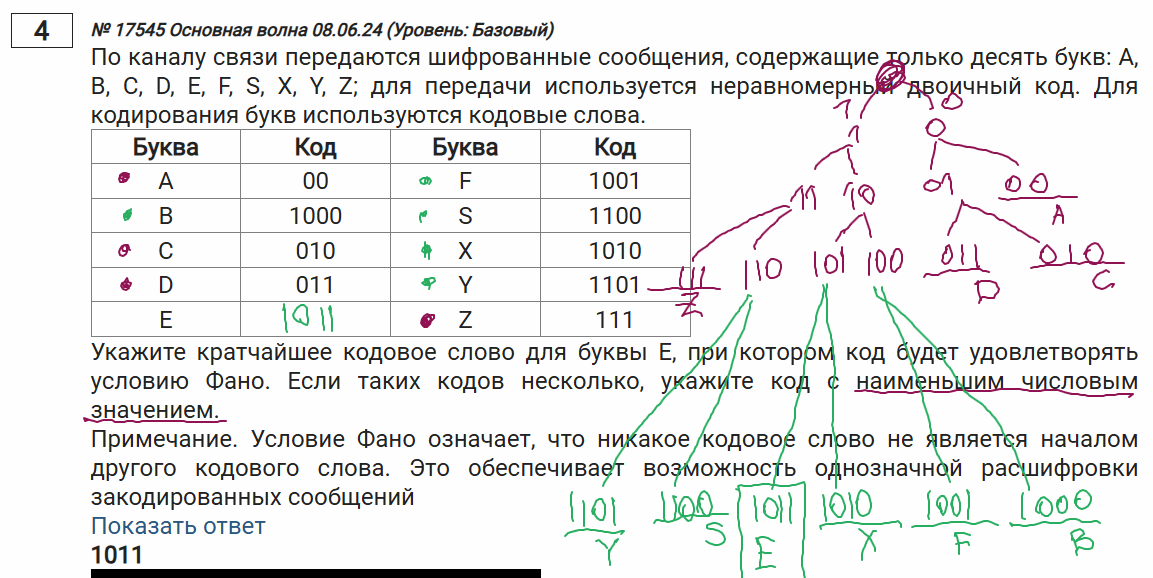 4
№ 17545 Основная волна 08.06.24 (Уровень: Базовый)
По каналу связи передаются шифрованные сообщения, содержащие только десять букв: A,
B, C, D, E, F, S, X, Y, Z; для передачи используется неравномерный двоичный код. Для
кодирования букв используются кодовые слова.
Буква Код Буква Код
A 00 F 1001
B 1000 S 1100
C 010 X 1010
D 011 Y 1101
E 1011 Z 111
1 0
1 0
11 10 01 00
A
111 110 101 100 011 010
Z D C
Укажите кратчайшее кодовое слово для буквы E, при котором код будет удовлетворять
условию Фано. Если таких кодов несколько, укажите код с наименьшим числовым
значением.
Примечание. Условие Фано означает, что никакое кодовое слово не является началом
другого кодового слова. Это обеспечивает возможность однозначной расшифровки
закодированных сообщений
1101 1100 1011 1010 1001 1000
Y S E X F B
Показать ответ
1011